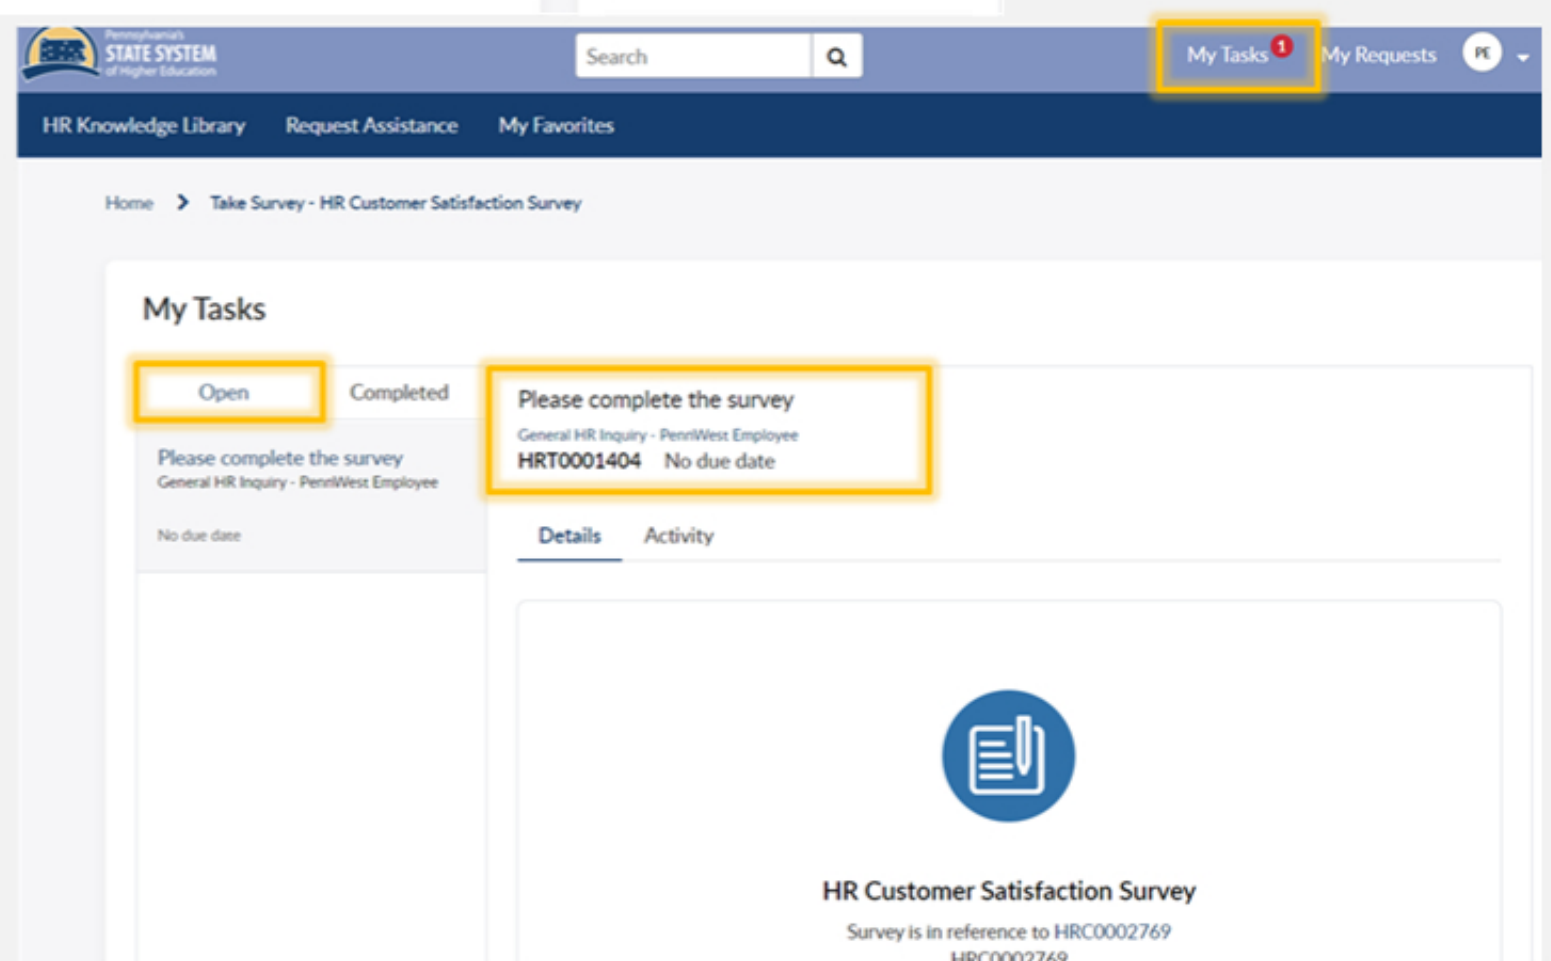 Pennsylvania's
STATE SYSTEM
of Higher Education
Search
My Tasks 1
My Requests
PE
HR Knowledge Library
Request Assistance
My Favorites
Home > Take Survey - HR Customer Satisfaction Survey
My Tasks
Open
Completed
Please complete the survey
General HR Inquiry - PennWest Employee
No due date
Please complete the survey
General HR Inquiry - PennWest Employee
HRT0001404 No due date
Details
Activity
HR Customer Satisfaction Survey
Survey is in reference to HRC0002769
HRC0002769